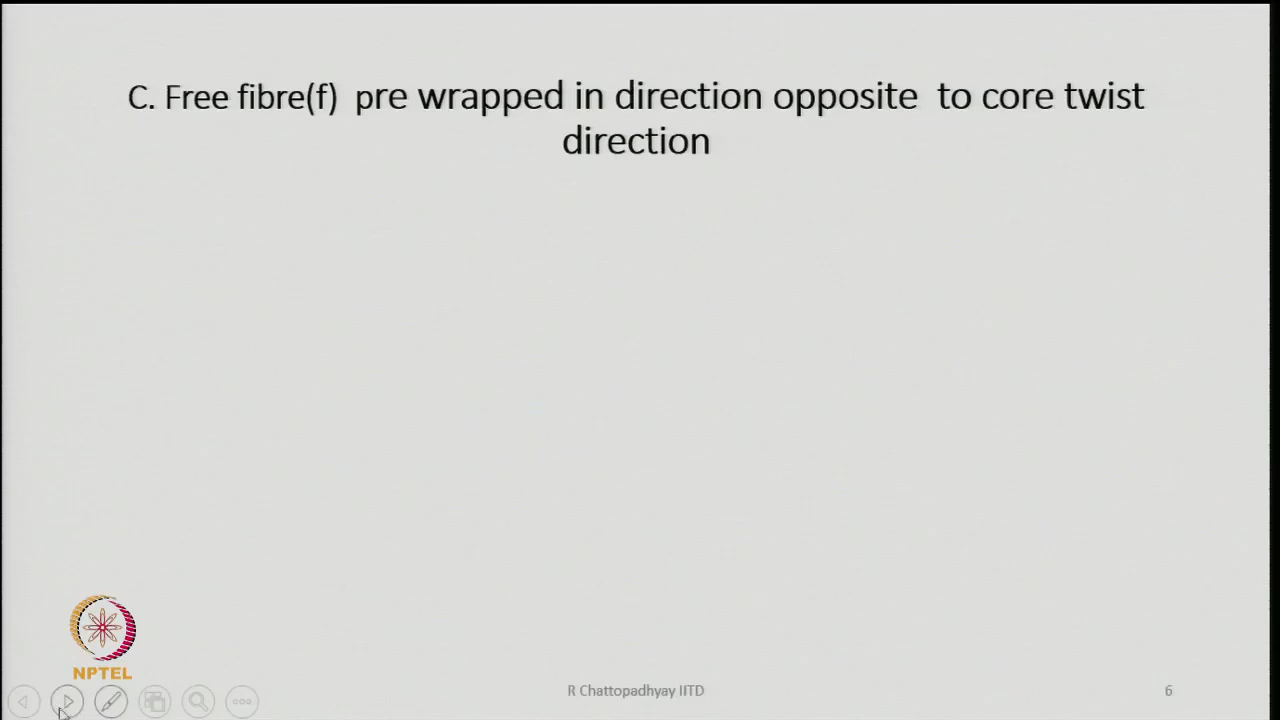 C. Free fibre(f) pre wrapped in direction opposite to core twist
direction
NPTEL
R Chattopadhyay IITD
6